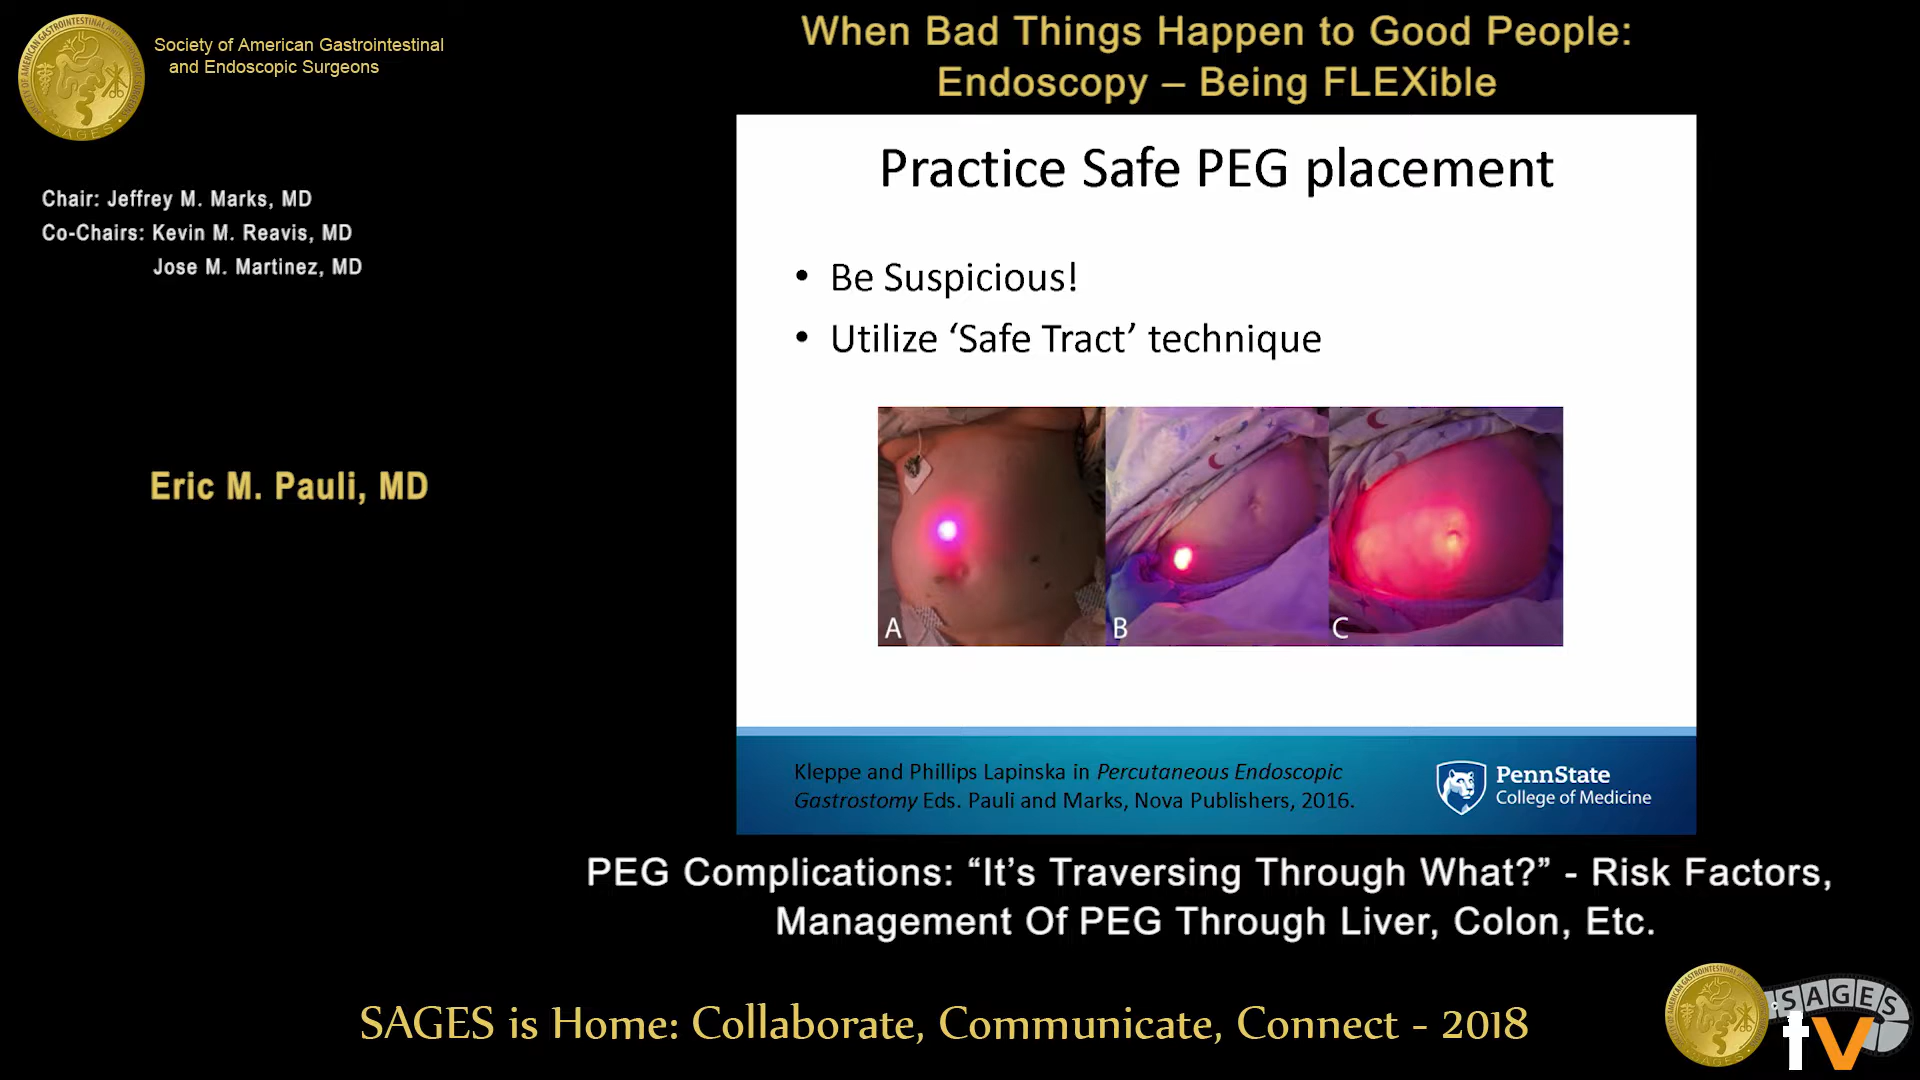 Society of American Gastrointestinal
and Endoscopic Surgeons
When Bad Things Happen to Good People:
Endoscopy – Being FLEXible
Chair: Jeffrey M. Marks, MD
Co-Chairs: Kevin M. Reavis, MD
Jose M. Martinez, MD
Eric M. Pauli, MD
Practice Safe PEG placement
• Be Suspicious!
• Utilize ‘Safe Tract’ technique
A B C
Kleppe and Phillips Lapinska in Percutaneous Endoscopic
Gastrostomy Eds. Pauli and Marks, Nova Publishers, 2016.
PennState
College of Medicine
PEG Complications: “It’s Traversing Through What?” - Risk Factors,
Management Of PEG Through Liver, Colon, Etc.
SAGES is Home: Collaborate, Communicate, Connect - 2018
SAGES
tv